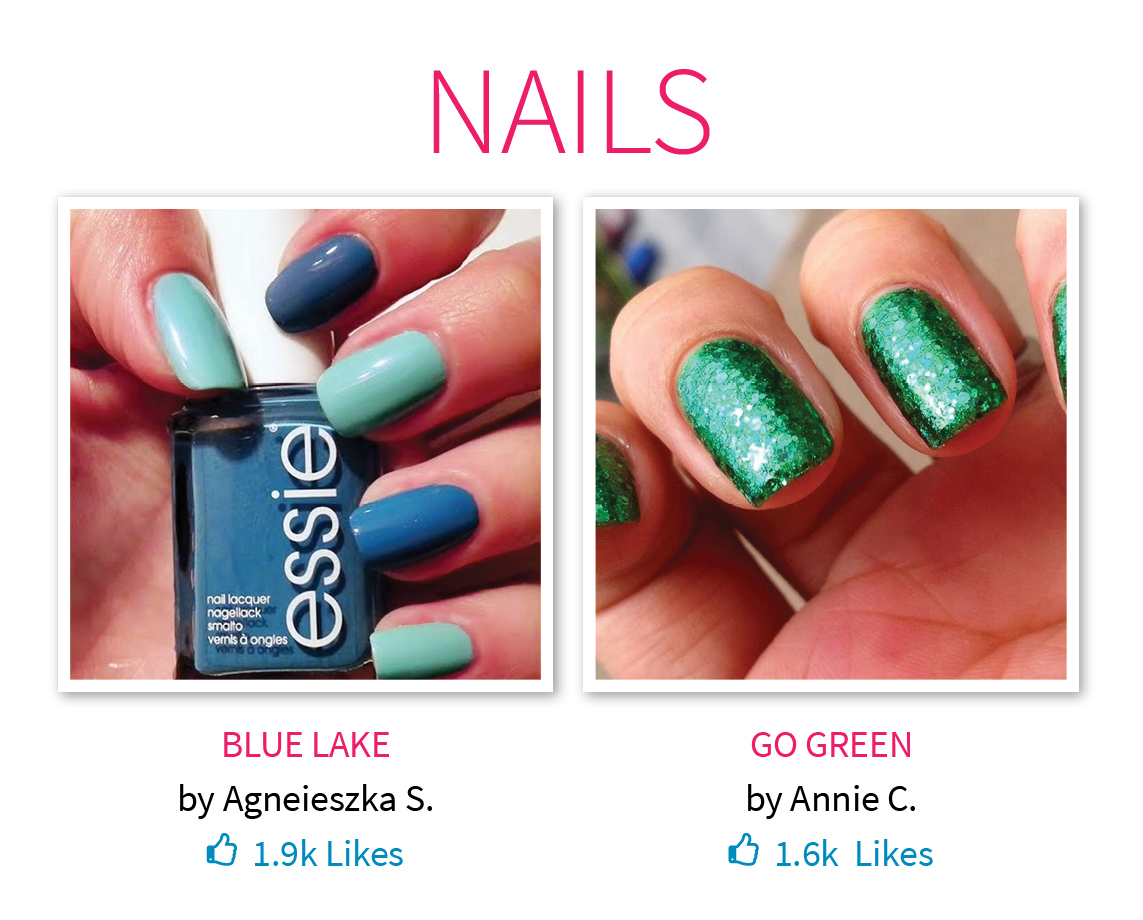 NAILS
essie®
nail lacquer
nagellack
smalto
vernis à ongles
BLUE LAKE
by Agneieszka S.
1.9k Likes
GO GREEN
by Annie C.
1.6k Likes